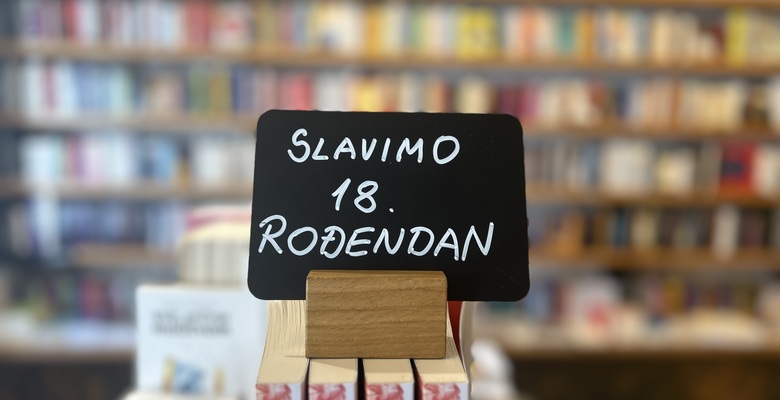 SLAVIMO
18.
ROĐENDAN